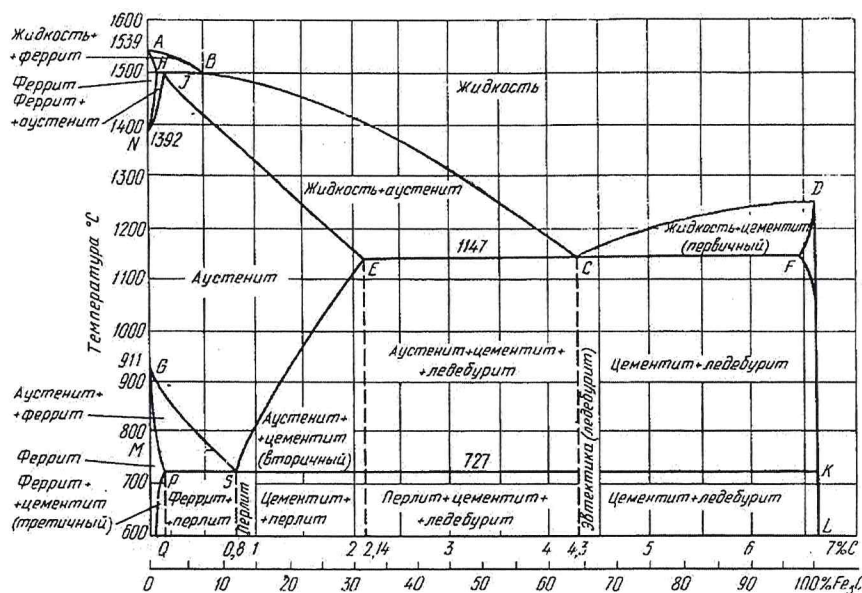 1600
1539
A
Жидкость+
+феррит
H
J
B
1500
Феррит
Феррит+
+аустенит
Жидкость
1400
N
1392
1300
Жидкость+аустенит
D
1200
Жидкость+цементит
(первичный)
1147
E
C
F
1100
Аустенит
Температура °C
1000
Аустенит+цементит+
+ледебурит
Цементит+ледебурит
Эвтектика (ледебурит)
911
G
900
Аустенит+
+феррит
Аустенит+
+цементит
(вторичный)
800
M
727
Феррит
P
S
K
700
Феррит+
+цементит
(третичный)
Феррит+
+перлит
Перлит
Цементит+
+перлит
Перлит+цементит+
+ледебурит
Цементит+ледебурит
600
L
Q 0,8 1 2 2,14 3 4 4,3 5 6 7%C
0 10 20 30 40 50 60 70 80 90 100%Fe₃C